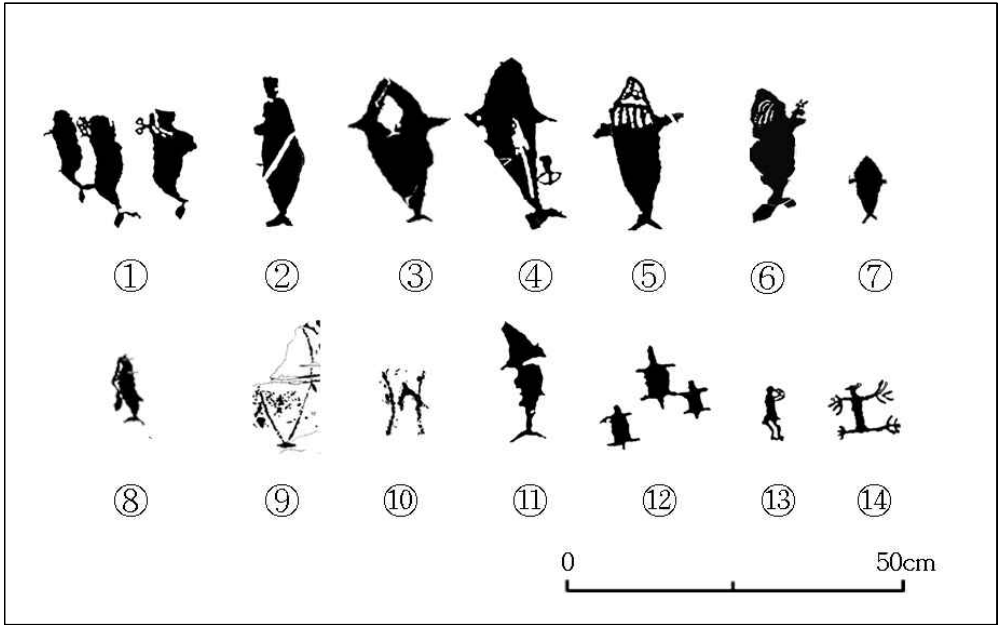 ① ② ③ ④ ⑤ ⑥ ⑦
⑧ ⑨ ⑩ ⑪ ⑫ ⑬ ⑭
0 50cm